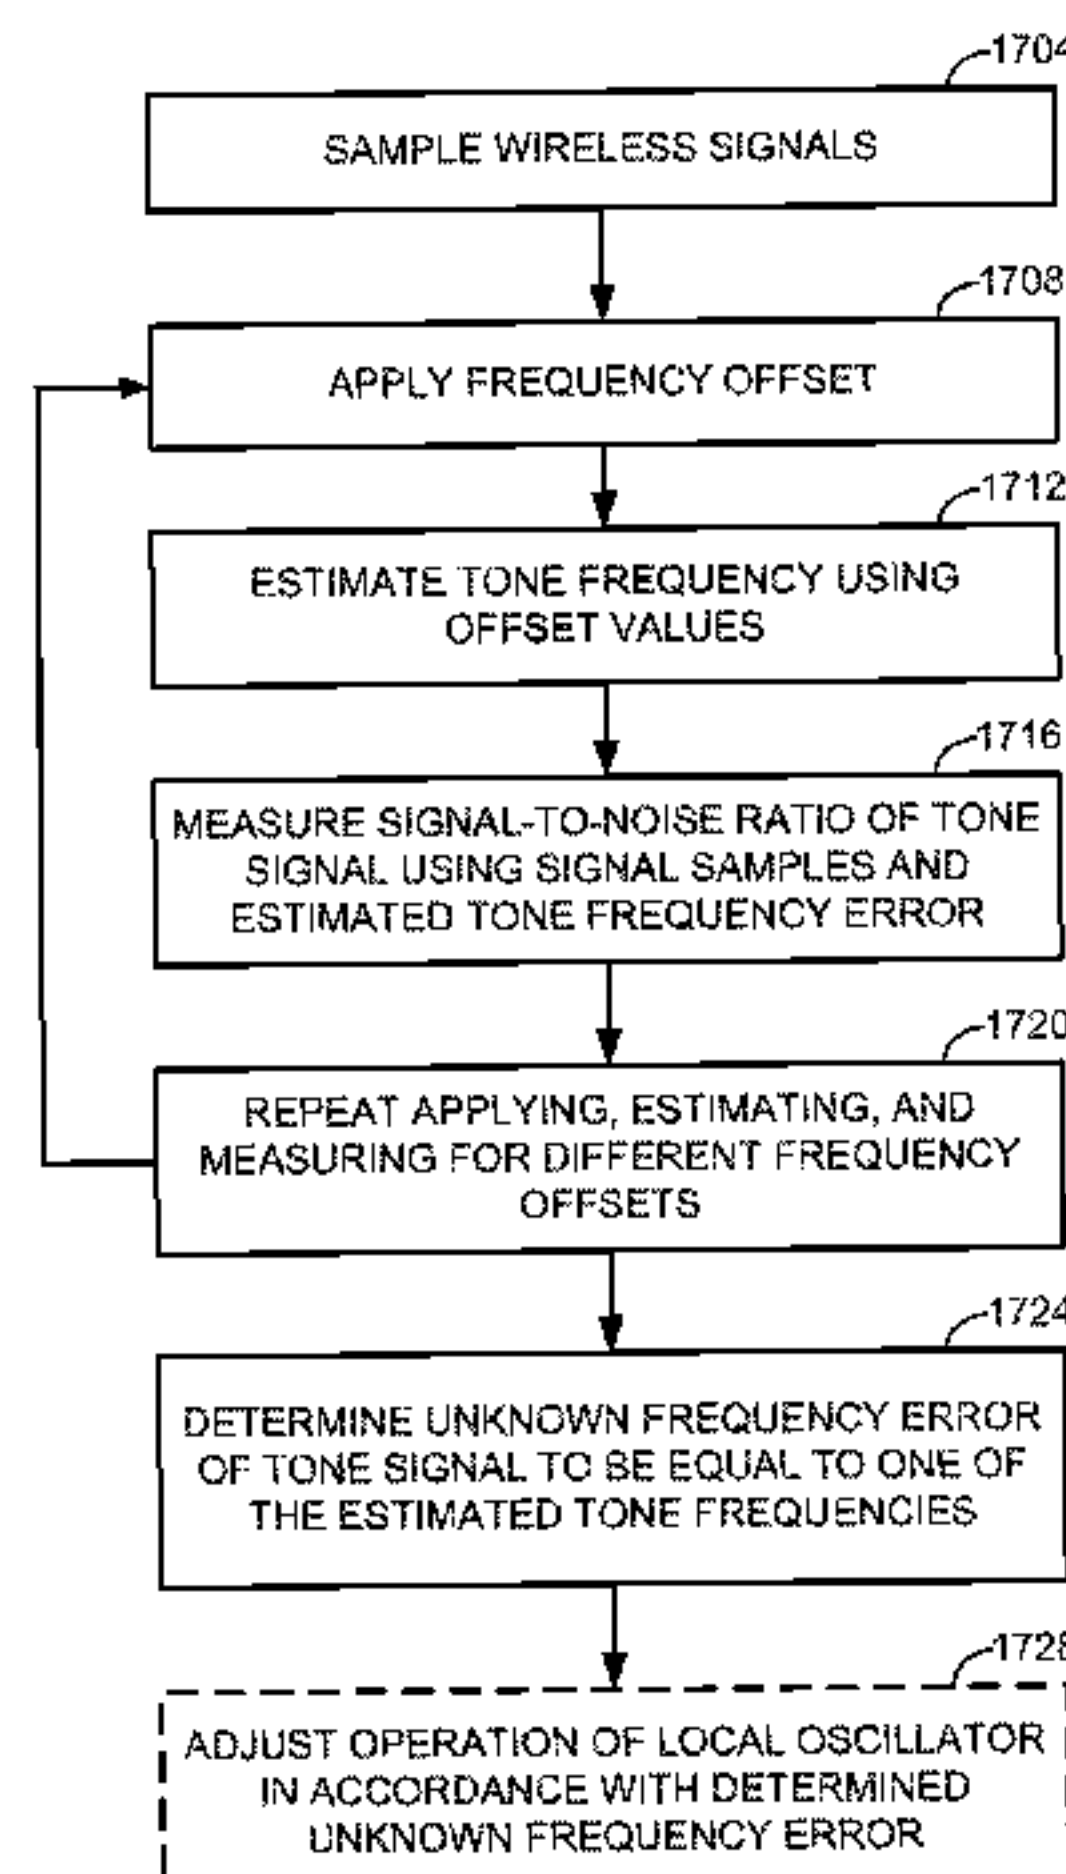 1704
SAMPLE WIRELESS SIGNALS
1708
APPLY FREQUENCY OFFSET
1712
ESTIMATE TONE FREQUENCY USING
OFFSET VALUES
1716
MEASURE SIGNAL-TO-NOISE RATIO OF TONE
SIGNAL USING SIGNAL SAMPLES AND
ESTIMATED TONE FREQUENCY ERROR
1720
REPEAT APPLYING, ESTIMATING, AND
MEASURING FOR DIFFERENT FREQUENCY
OFFSETS
1724
DETERMINE UNKNOWN FREQUENCY ERROR
OF TONE SIGNAL TO BE EQUAL TO ONE OF
THE ESTIMATED TONE FREQUENCIES
1728
ADJUST OPERATION OF LOCAL OSCILLATOR
IN ACCORDANCE WITH DETERMINED
UNKNOWN FREQUENCY ERROR